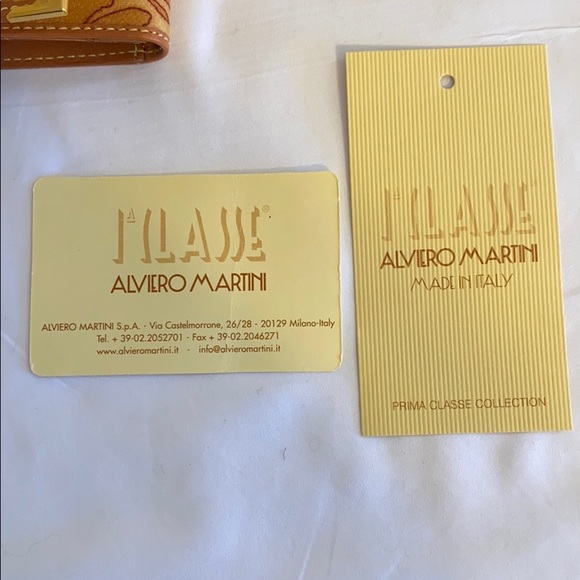 1A CLASSE®
ALVIERO MARTINI
ALVIERO MARTINI S.p.A. - Via Castelmorrone, 26/28 - 20129 Milano-Italy
Tel. + 39-02.2052701 - Fax + 39-02.2046271
www.alvieromartini.it - info@alvieromartini.it
1A CLASSE
ALVIERO MARTINI
MADE IN ITALY
PRIMA CLASSE COLLECTION